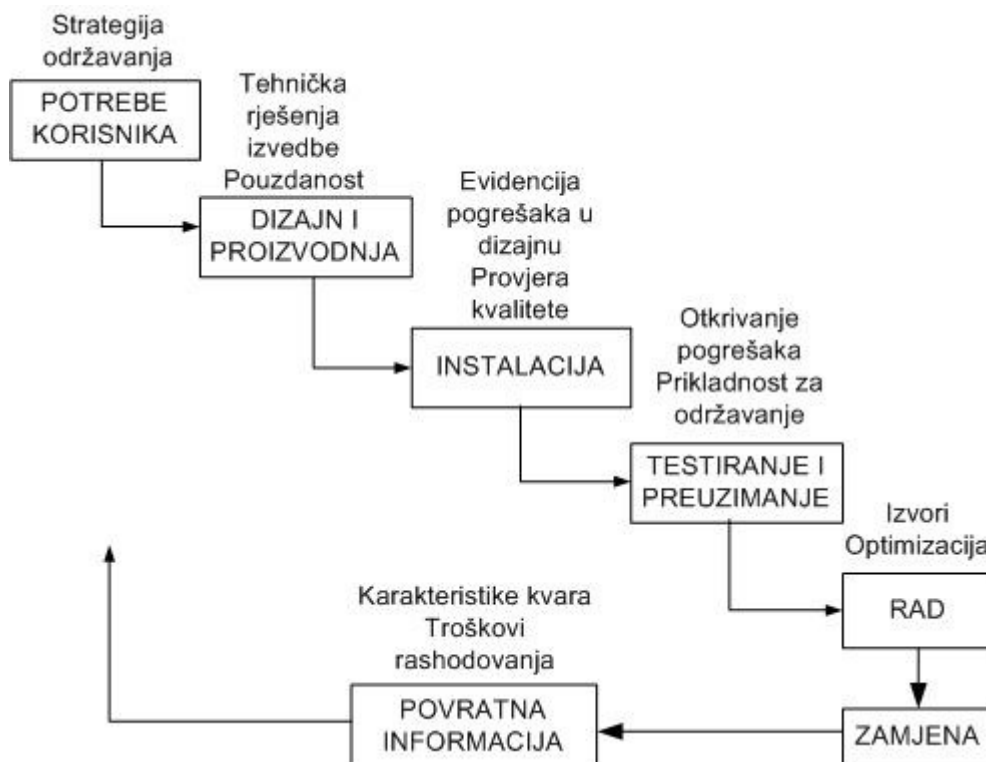 Strategija
održavanja
POTREBE
KORISNIKA
Tehnička
rješenja
izvedbe
Pouzdanost
DIZAJN I
PROIZVODNJA
Evidencija
pogrešaka u
dizajnu
Provjera
kvalitete
INSTALACIJA
Otkrivanje
pogrešaka
Prikladnost za
održavanje
TESTIRANJE I
PREUZIMANJE
Izvori
Optimizacija
RAD
ZAMJENA
Karakteristike kvara
Troškovi
rashodovanja
POVRATNA
INFORMACIJA